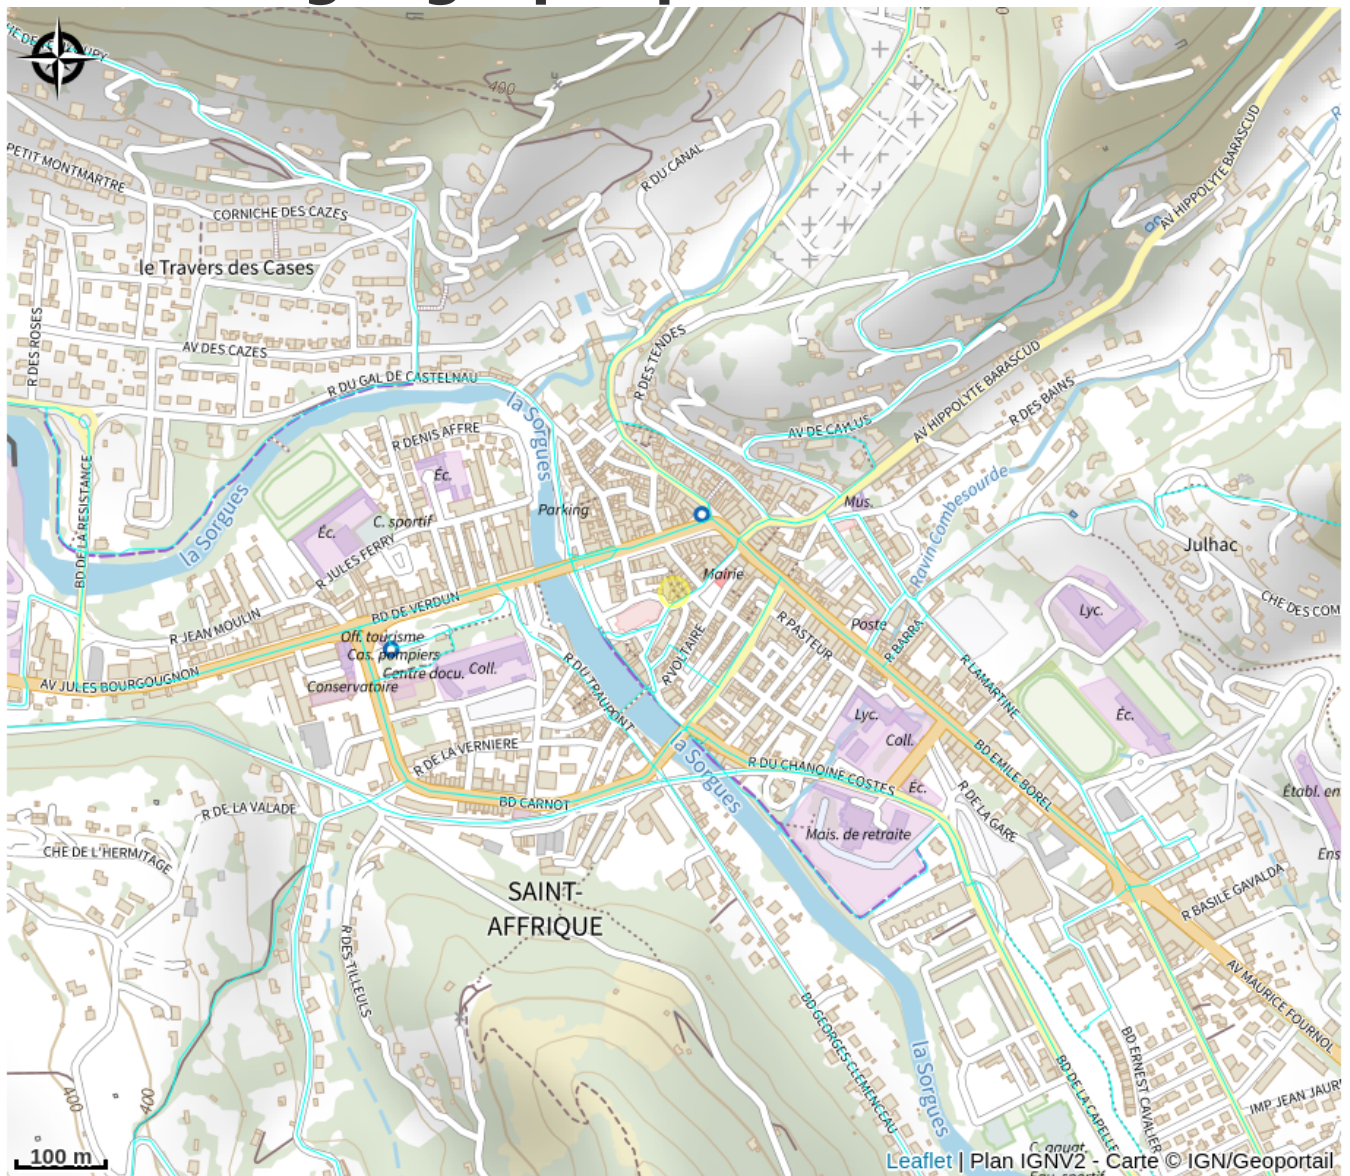 400
PETIT MONTMARTRE
R DU CANAL
AV HIPPOLYTE BARASCUD
CORNICHE DES CAZES
le Travers des Cases
R DES ROSES
AV DES CAZES
R DES TENDES
R DU GAL DE CASTELNAU
AV HIPPOLYTE BARASCUD
R DES BAINS
la Sorgues
R DENIS AFFRE
AV DE CAYLUS
Éc.
Ravin Combesourde
Mus.
BD DE LA RESISTANCE
la Sorgues
C. sportif
Parking
Éc.
R JULES FERRY
Julhac
Mairie
BD DE VERDUN
Lyc.
CHE DES COM
R JEAN MOULIN
R PASTEUR
Poste
R BARRA
Off. tourisme
Cas. pompiers
Centre docu.
Coll.
Conservatoire
R VOLTAIRE
R DU TRAUPONT
R LAMARTINE
AV JULES BOURGOUGNON
Lyc.
Coll.
Éc.
R DE LA VERNIERE
la Sorgues
BD EMILE BOREL
R DU CHANOINE COSTES
Éc.
R DE LA VALADE
BD CARNOT
R DE LA GARE
Établ. en
Mais. de retraite
CHE DE L'HERMITAGE
Ens
SAINT-
AFFRIQUE
R BASILE GAVALDA
R DES TILLEULS
AV MAURICE FOURNOL
BD GEORGES CLEMENCEAU
la Sorgues
BD DE LA CAPELLE
BD ERNEST CAVALIER
IMP JEAN JAUR
400
400
100 m
Leaflet | Plan IGNV2 - Carte © IGN/Geoportail